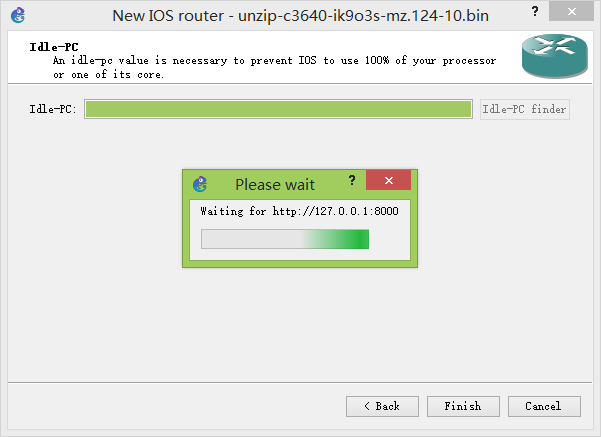 New IOS router - unzip-c3640-ik9o3s-mz.124-10.bin
?
Idle-PC
An idle-pc value is necessary to prevent IOS to use 100% of your processor
or one of its core.
Idle-PC:
Idle-PC finder
Please wait
?
Waiting for http://127.0.0.1:8000
< Back
Finish
Cancel